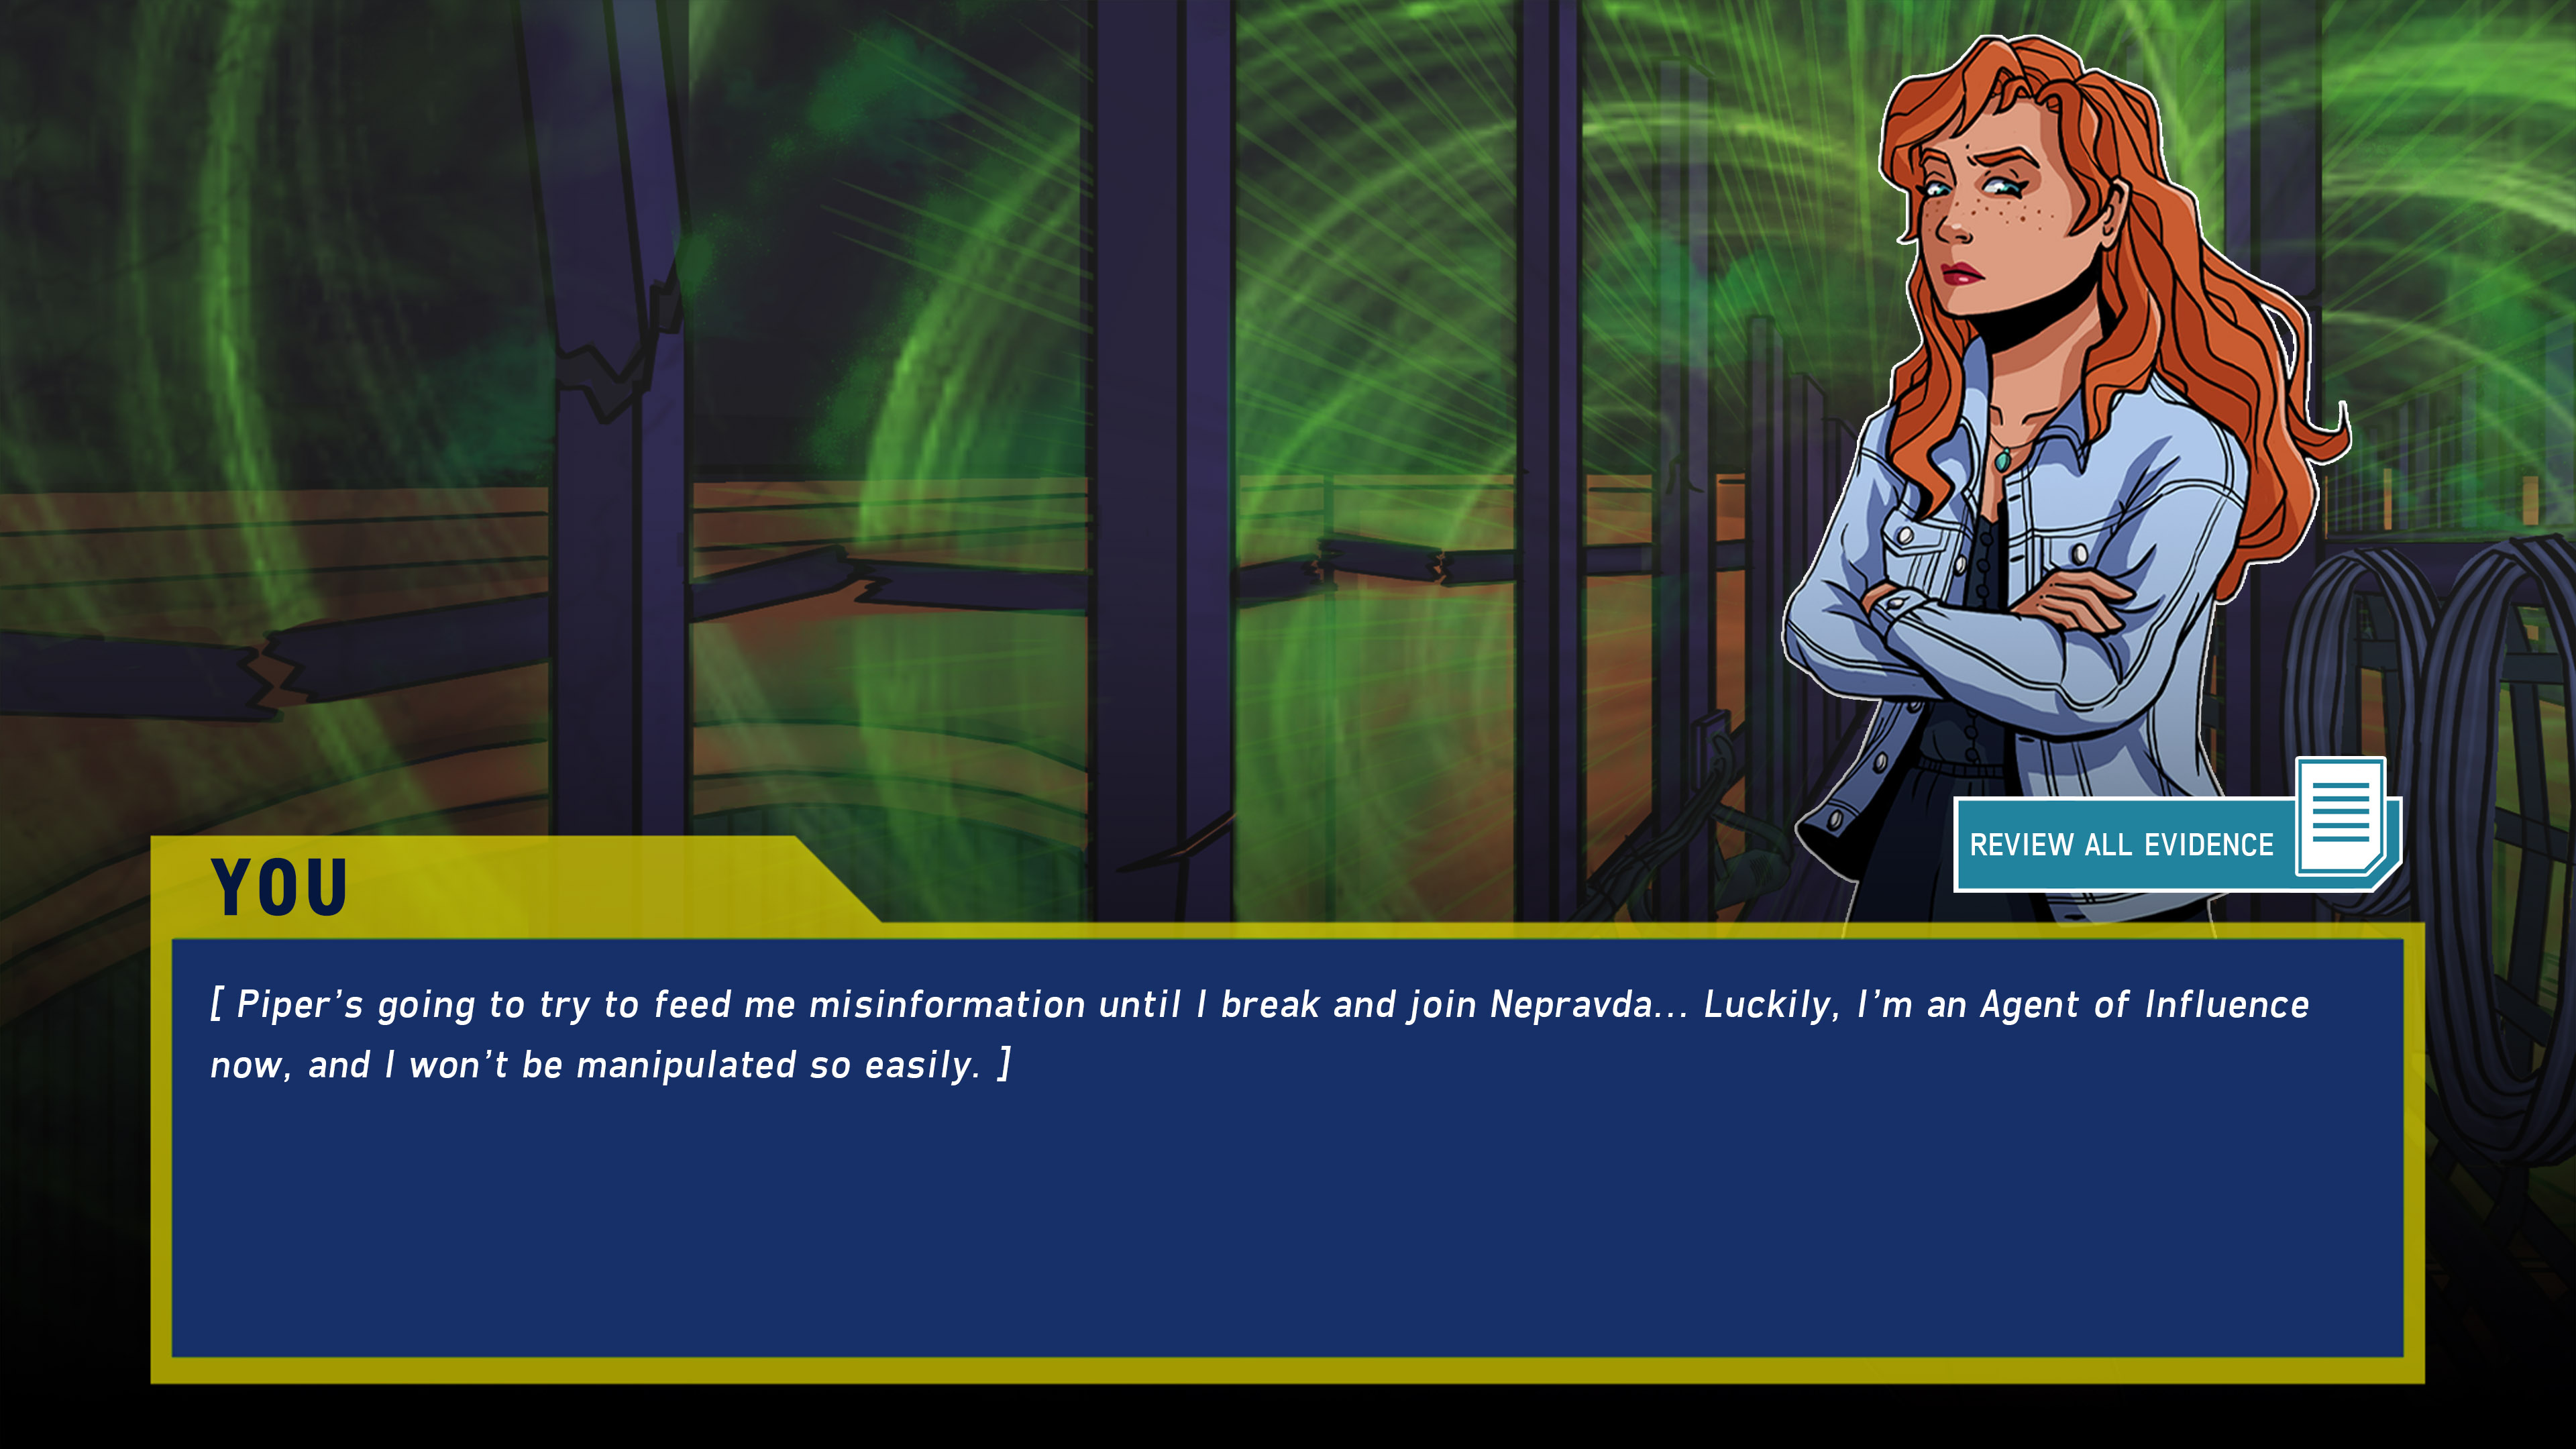 REVIEW ALL EVIDENCE
YOU
[ Piper’s going to try to feed me misinformation until I break and join Nepravda... Luckily, I’m an Agent of Influence
now, and I won’t be manipulated so easily. ]